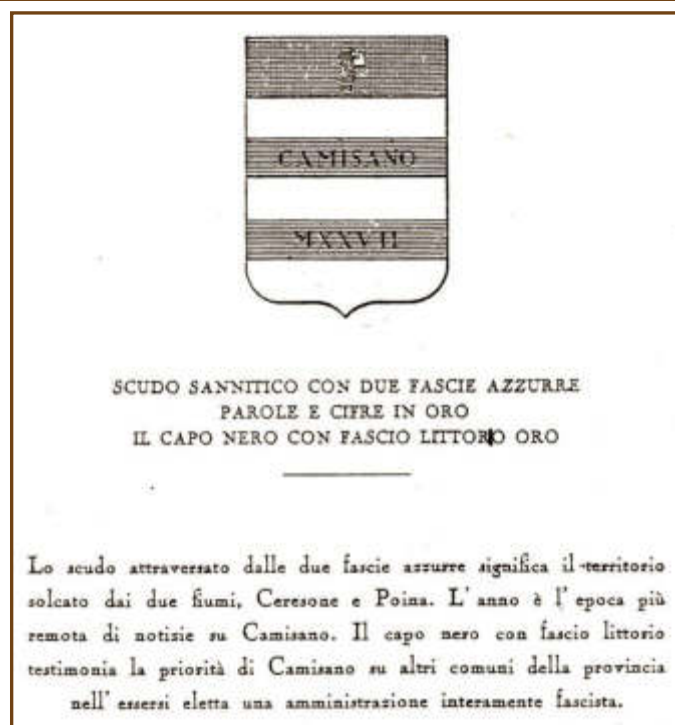 CAMISANO
MXXVII
SCUDO SANNITICO CON DUE FASCIE AZZURRE
PAROLE E CIFRE IN ORO
IL CAPO NERO CON FASCIO LITTORIO ORO
Lo scudo attraversato dalle due fascie azzurre significa il territorio
solcato dai due fiumi, Ceresone e Poina. L'anno è l'epoca più
remota di notizie su Camisano. Il capo nero con fascio littorio
testimonia la priorità di Camisano su altri comuni della provincia
nell'essersi eletta una amministrazione interamente fascista.